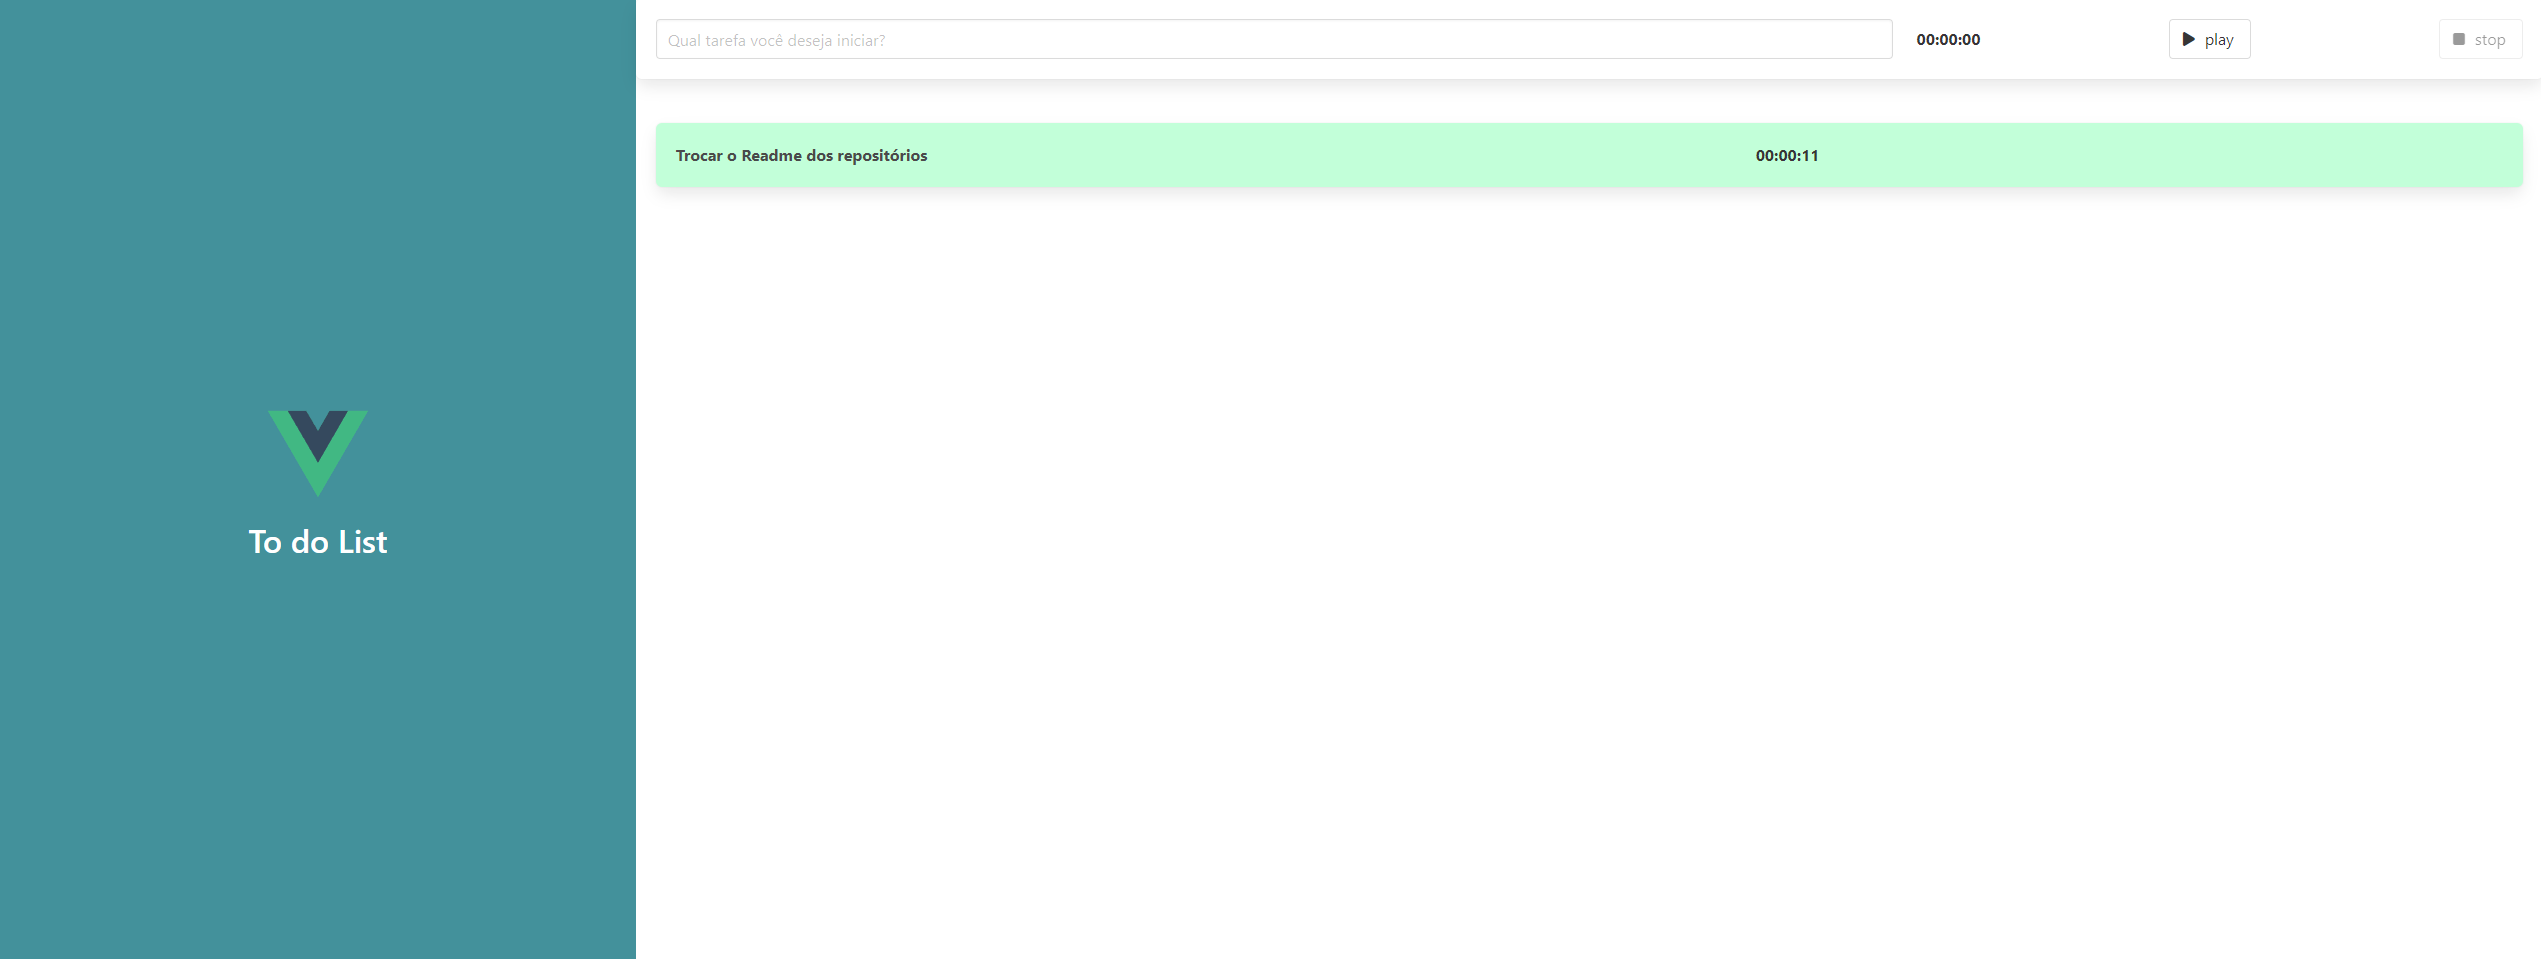 Qual tarefa você deseja iniciar?
00:00:00
play
stop
Trocar o Readme dos repositórios
00:00:11
To do List